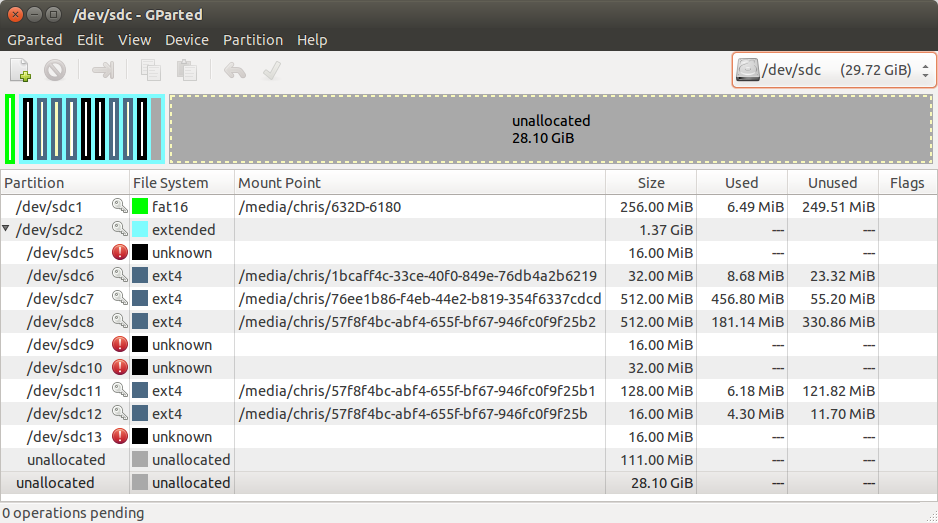 /dev/sdc - GParted
GParted Edit View Device Partition Help
/dev/sdc (29.72 GiB)
unallocated
28.10 GiB
Partition File System Mount Point Size Used Unused Flags
/dev/sdc1 fat16 /media/chris/632D-6180 256.00 MiB 6.49 MiB 249.51 MiB
/dev/sdc2 extended 1.37 GiB --- ---
/dev/sdc5 unknown 16.00 MiB --- ---
/dev/sdc6 ext4 /media/chris/1bcaff4c-33ce-40f0-849e-76db4a2b6219 32.00 MiB 8.68 MiB 23.32 MiB
/dev/sdc7 ext4 /media/chris/76ee1b86-f4eb-44e2-b819-354f6337cdcd 512.00 MiB 456.80 MiB 55.20 MiB
/dev/sdc8 ext4 /media/chris/57f8f4bc-abf4-655f-bf67-946fc0f9f25b2 512.00 MiB 181.14 MiB 330.86 MiB
/dev/sdc9 unknown 16.00 MiB --- ---
/dev/sdc10 unknown 32.00 MiB --- ---
/dev/sdc11 ext4 /media/chris/57f8f4bc-abf4-655f-bf67-946fc0f9f25b1 128.00 MiB 6.18 MiB 121.82 MiB
/dev/sdc12 ext4 /media/chris/57f8f4bc-abf4-655f-bf67-946fc0f9f25b 16.00 MiB 4.30 MiB 11.70 MiB
/dev/sdc13 unknown 16.00 MiB --- ---
unallocated unallocated 111.00 MiB --- ---
unallocated unallocated 28.10 GiB --- ---
0 operations pending